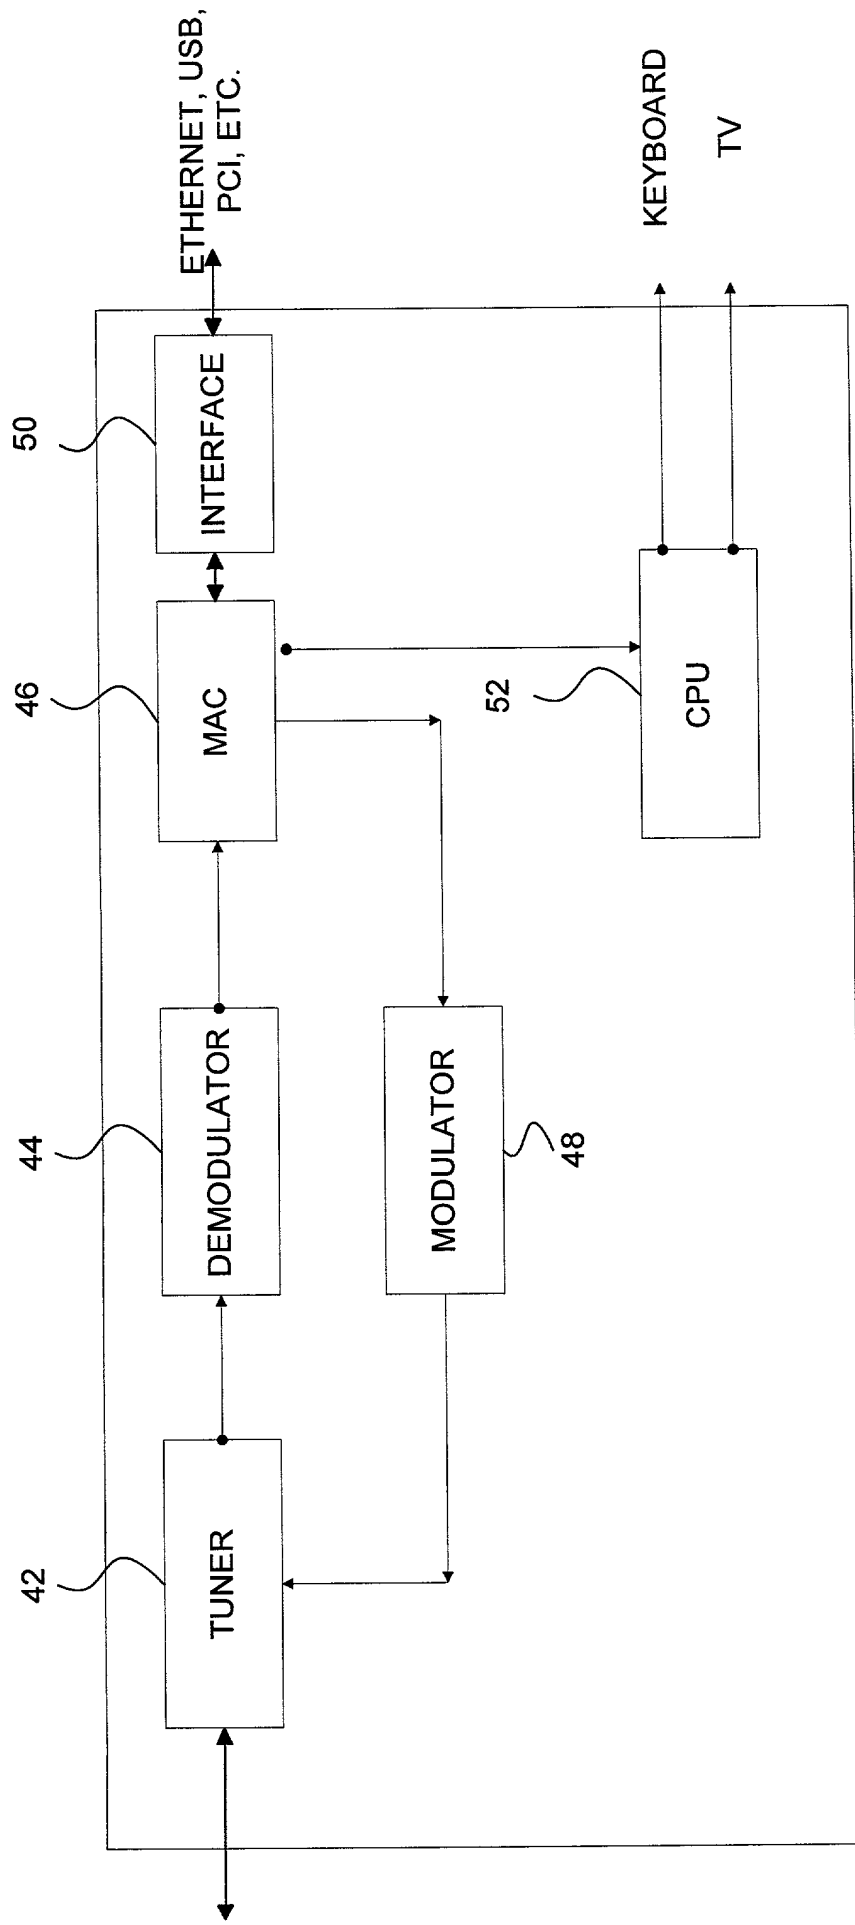 42
44
46
50
TUNER
DEMODULATOR
MAC
INTERFACE
ETHERNET, USB,
PCI, ETC.
MODULATOR
48
52
CPU
KEYBOARD
TV